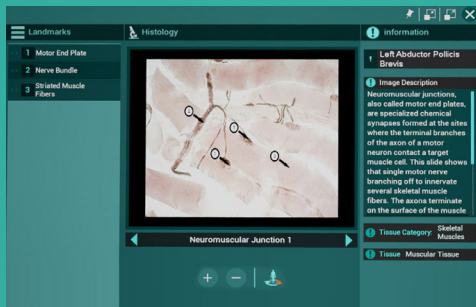 Landmarks
Histology
information
1 Motor End Plate
2 Nerve Bundle
3 Striated Muscle
Fibers
Left Abductor Pollicis
Brevis
Image Description
Neuromuscular junctions,
also called motor end plates,
are specialized chemical
synapses formed at the sites
where the terminal branches
of the axon of a motor
neuron contact a target
muscle cell. This slide shows
that single motor nerve
branching off to innervate
several skeletal muscle
fibers. The axons terminate
on the surface of the muscle
Neuromuscular Junction 1
Tissue Category: Skeletal
Muscles
Tissue Muscular Tissue